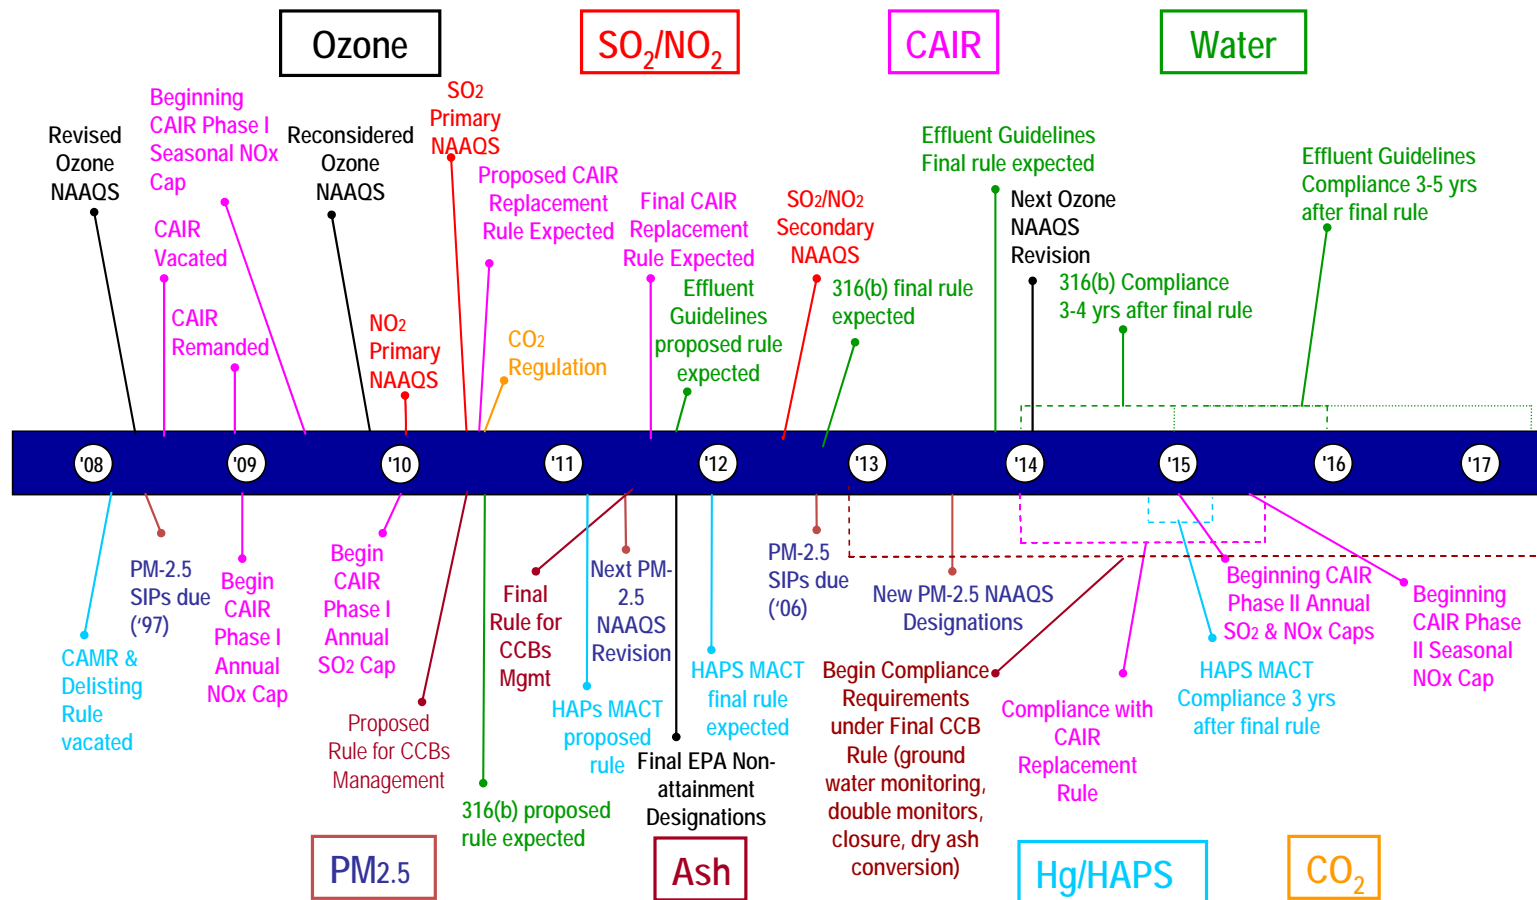 Ozone
SO2/NO2
CAIR
Water
Revised
Ozone
NAAQS
Beginning
CAIR Phase I
Seasonal NOx
Cap
CAIR
Vacated
CAIR
Remanded
Reconsidered
Ozone
NAAQS
NO2
Primary
NAAQS
SO2
Primary
NAAQS
Proposed CAIR
Replacement
Rule Expected
CO2
Regulation
Final CAIR
Replacement
Rule Expected
Effluent
Guidelines
proposed rule
expected
SO2/NO2
Secondary
NAAQS
316(b) final rule
expected
Effluent Guidelines
Final rule expected
Next Ozone
NAAQS
Revision
316(b) Compliance
3-4 yrs after final rule
Effluent Guidelines
Compliance 3-5 yrs
after final rule
'08
'09
'10
'11
'12
'13
'14
'15
'16
'17
CAMR &
Delisting
Rule
vacated
PM-2.5
SIPs due
('97)
Begin
CAIR
Phase I
Annual
NOx Cap
Begin
CAIR
Phase I
Annual
SO2 Cap
Proposed
Rule for CCBs
Management
316(b) proposed
rule expected
Final
Rule for
CCBs
Mgmt
HAPs MACT
proposed
rule
Next PM-
2.5
NAAQS
Revision
Final EPA Non-
attainment
Designations
HAPS MACT
final rule
expected
PM-2.5
SIPs due
('06)
New PM-2.5 NAAQS
Designations
Begin Compliance
Requirements
under Final CCB
Rule (ground
water monitoring,
double monitors,
closure, dry ash
conversion)
Compliance with
CAIR
Replacement
Rule
HAPS MACT
Compliance 3 yrs
after final rule
Beginning CAIR
Phase II Annual
SO2 & NOx Caps
Beginning
CAIR Phase
II Seasonal
NOx Cap
PM2.5
Ash
Hg/HAPS
CO2